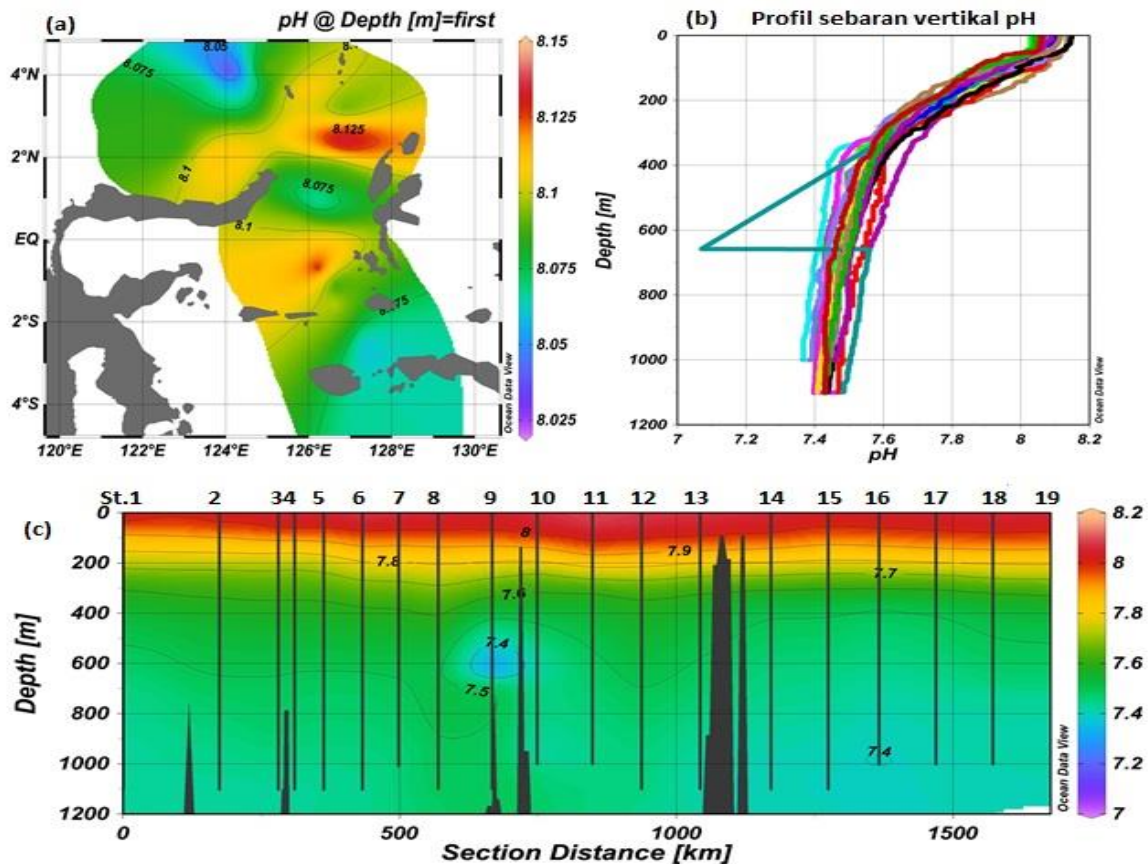 (a) pH @ Depth [m]=first
8.05
8.075
8.125
8.1
8.075
8.1
4°N
2°N
EQ
2°S
4°S
120°E 122°E 124°E 126°E 128°E 130°E
8.15
8.125
8.1
8.075
8.05
8.025
Ocean Data View
(b) Profil sebaran vertikal pH
0
200
400
600
800
1000
1200
Depth [m]
7 7.2 7.4 7.6 7.8 8 8.2
pH
Ocean Data View
St.1 2 3 4 5 6 7 8 9 10 11 12 13 14 15 16 17 18 19
(c)
0
200
400
600
800
1000
1200
Depth [m]
8
7.9
7.8
7.7
7.6
7.4
7.5
7.4
0 500 1000 1500
Section Distance [km]
8.2
8
7.8
7.6
7.4
7.2
7
Ocean Data View